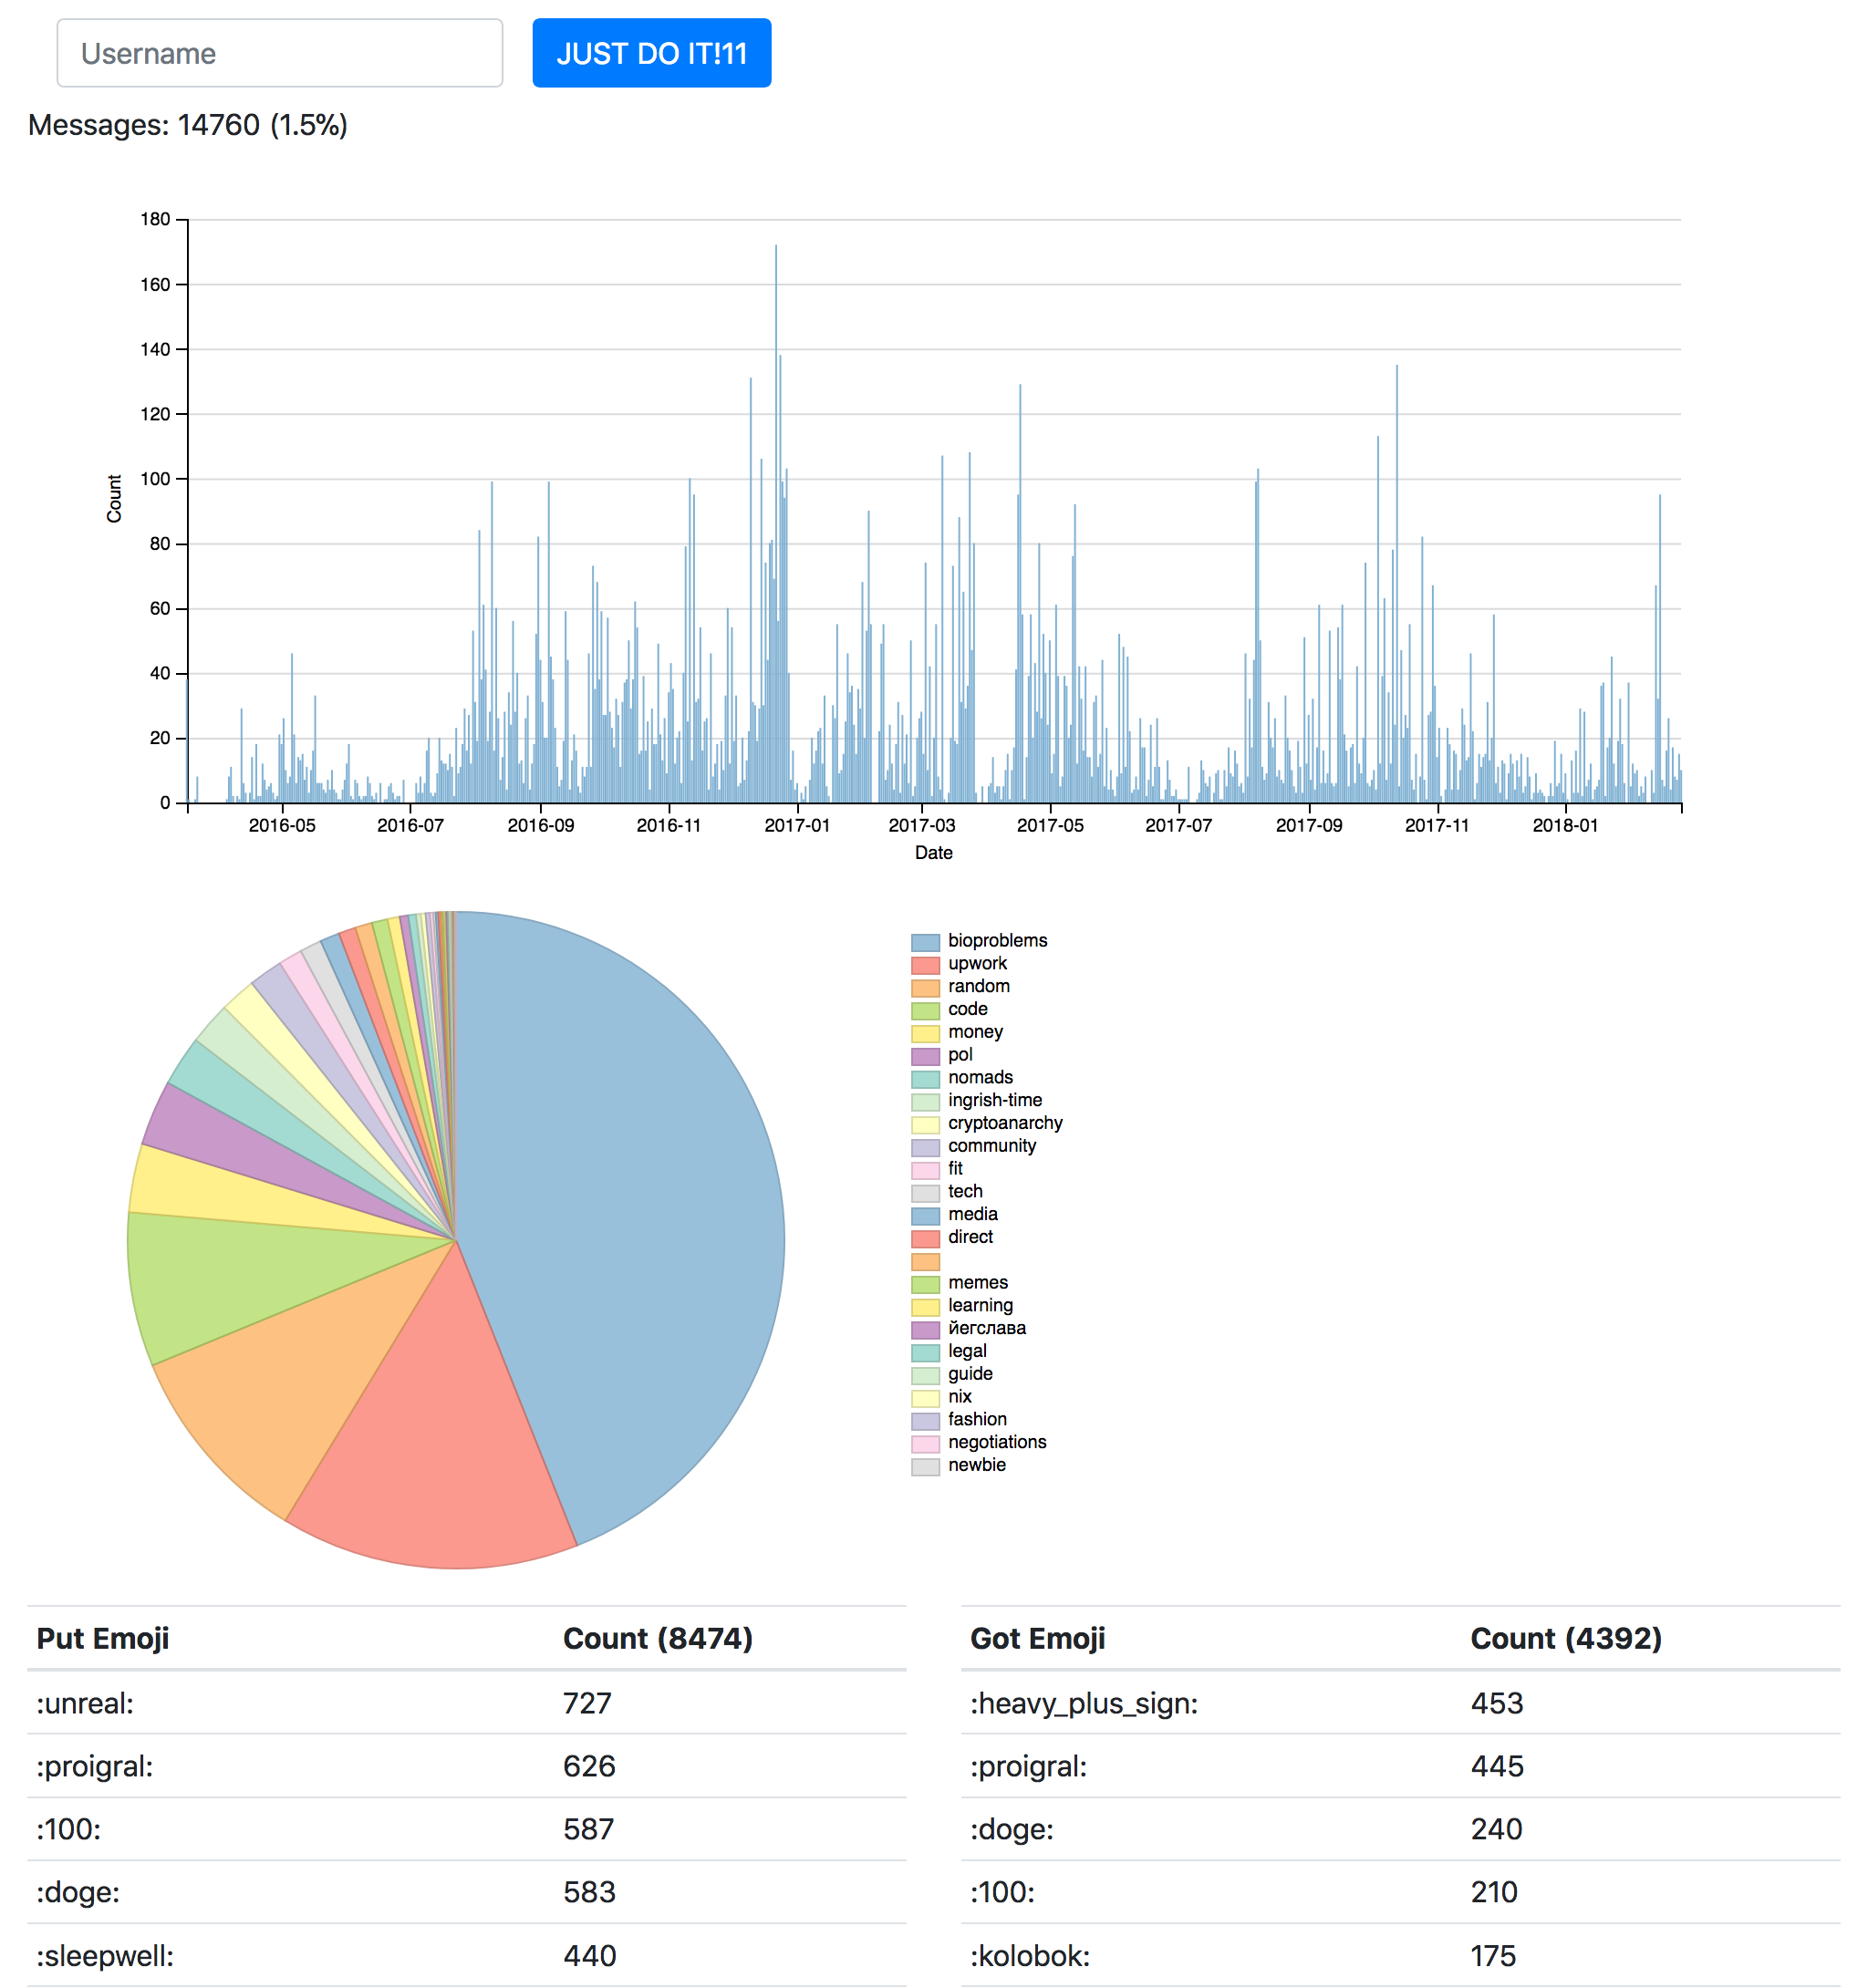 Username
JUST DO IT!11
Messages: 14760 (1.5%)
180
160
140
120
100
80
60
40
20
0
Count
2016-05 2016-07 2016-09 2016-11 2017-01 2017-03 2017-05 2017-07 2017-09 2017-11 2018-01
Date
bioproblems
upwork
random
code
money
pol
nomads
ingrish-time
cryptoanarchy
community
fit
tech
media
direct
memes
learning
йегслава
legal
guide
nix
fashion
negotiations
newbie
Put Emoji Count (8474)
:unreal: 727
:proigral: 626
:100: 587
:doge: 583
:sleepwell: 440
Got Emoji Count (4392)
:heavy_plus_sign: 453
:proigral: 445
:doge: 240
:100: 210
:kolobok: 175